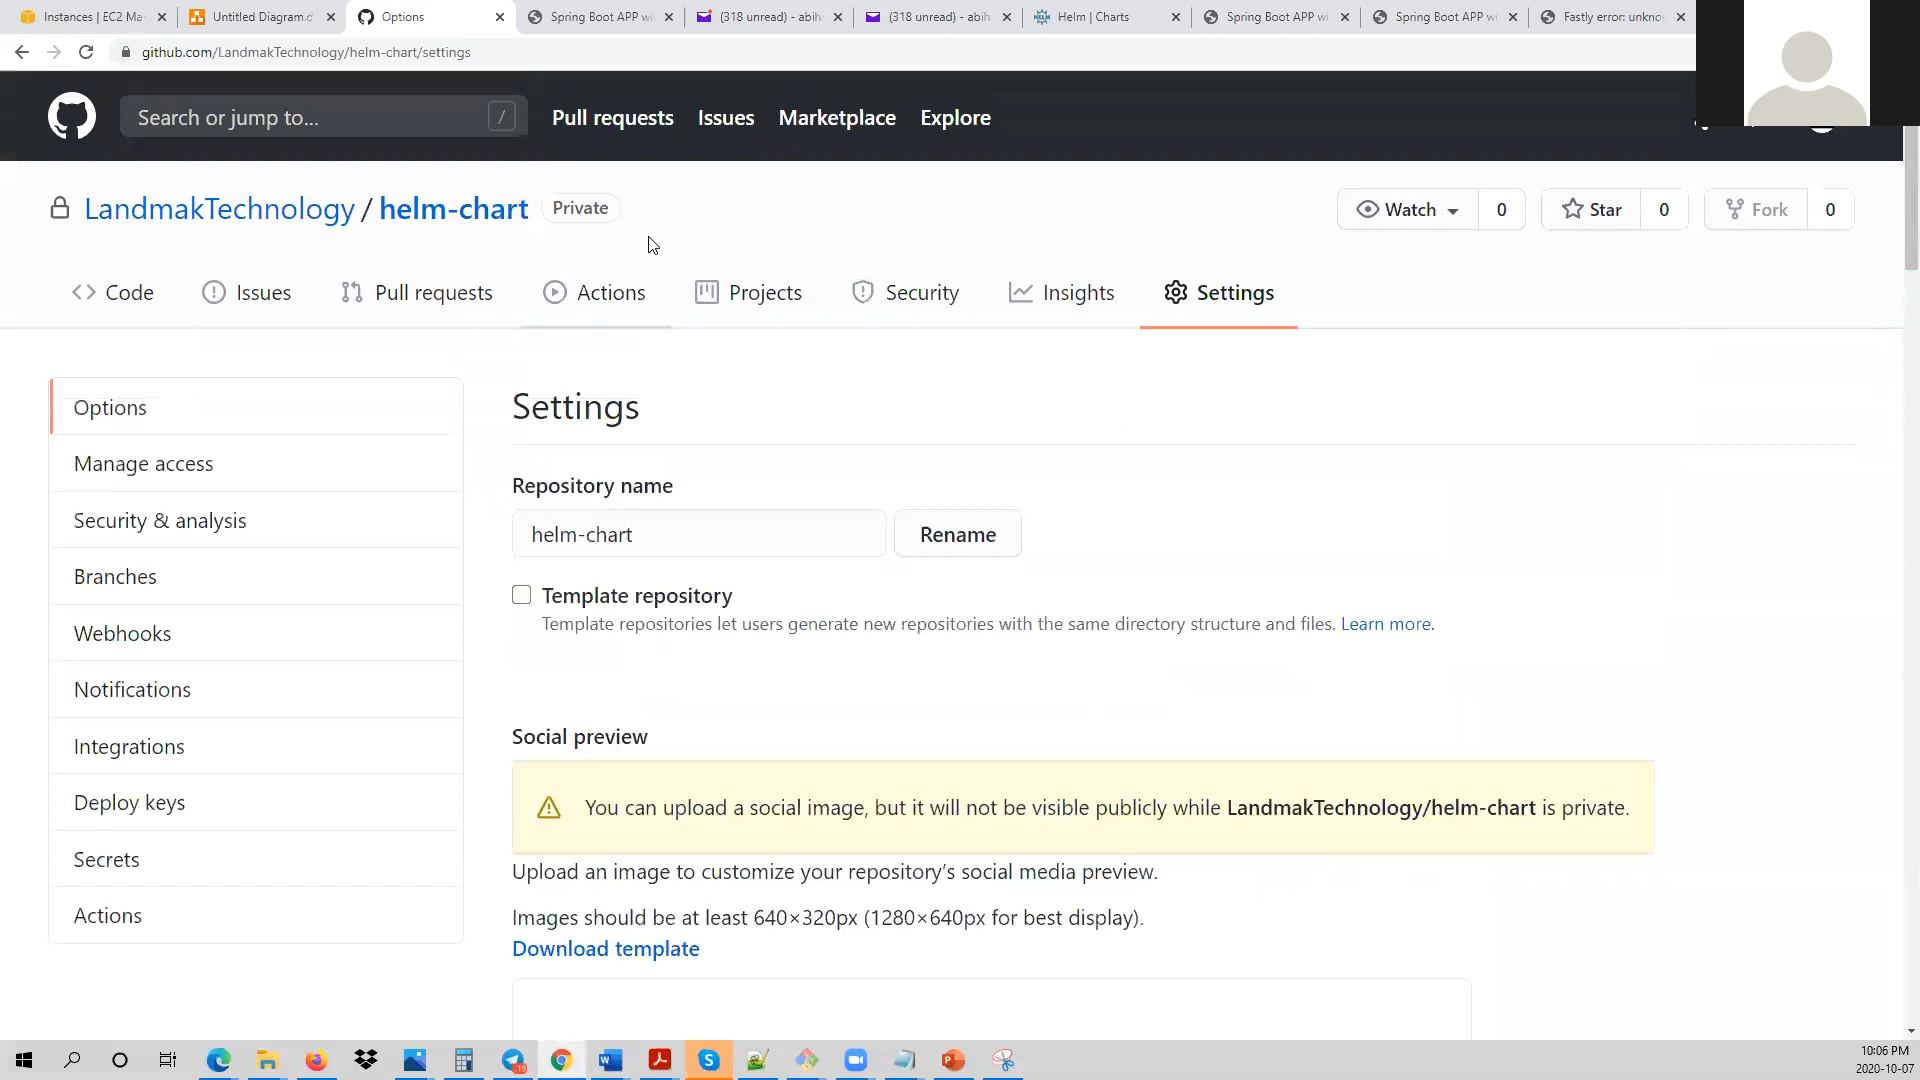 Instances | EC2 Ma
Untitled Diagram.d
Options
Spring Boot APP wi
(318 unread) - abih
(318 unread) - abih
Helm | Charts
Spring Boot APP wi
Spring Boot APP wi
Fastly error: unkno
github.com/LandmakTechnology/helm-chart/settings
Search or jump to... /
Pull requests Issues Marketplace Explore
LandmakTechnology / helm-chart Private
Watch 0 Star 0 Fork 0
Code Issues Pull requests Actions Projects Security Insights Settings
Options
Manage access
Security & analysis
Branches
Webhooks
Notifications
Integrations
Deploy keys
Secrets
Actions
Settings
Repository name
helm-chart Rename
Template repository
Template repositories let users generate new repositories with the same directory structure and files. Learn more.
Social preview
You can upload a social image, but it will not be visible publicly while LandmakTechnology/helm-chart is private.
Upload an image to customize your repository’s social media preview.
Images should be at least 640×320px (1280×640px for best display).
Download template
19
10:06 PM
2020-10-07